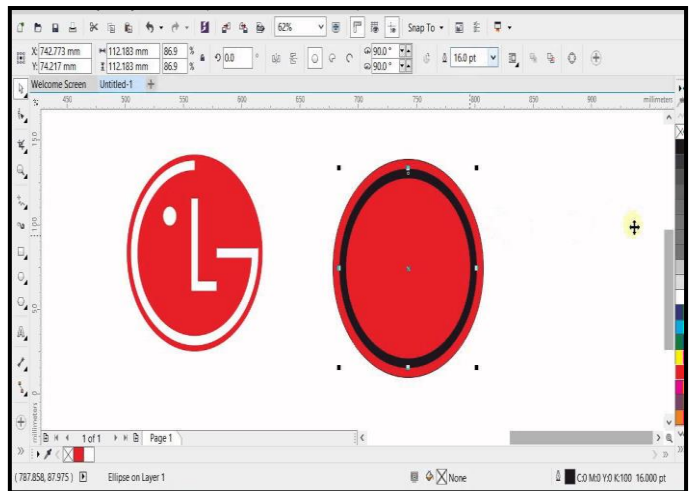 62% Snap To
X: 742.773 mm 112.183 mm 86.9 % 0.0 ° 90.0 ° 16.0 pt
Y: 74.217 mm 112.183 mm 86.9 % 90.0 °
Welcome Screen Untitled-1
450 500 550 600 650 700 750 800 850 900 millimeters
150
LG
100
50
0
millimeters
1 of 1 Page 1
( 787.858, 87.975 ) Ellipse on Layer 1 None C:0 M:0 Y:0 K:100 16.000 pt